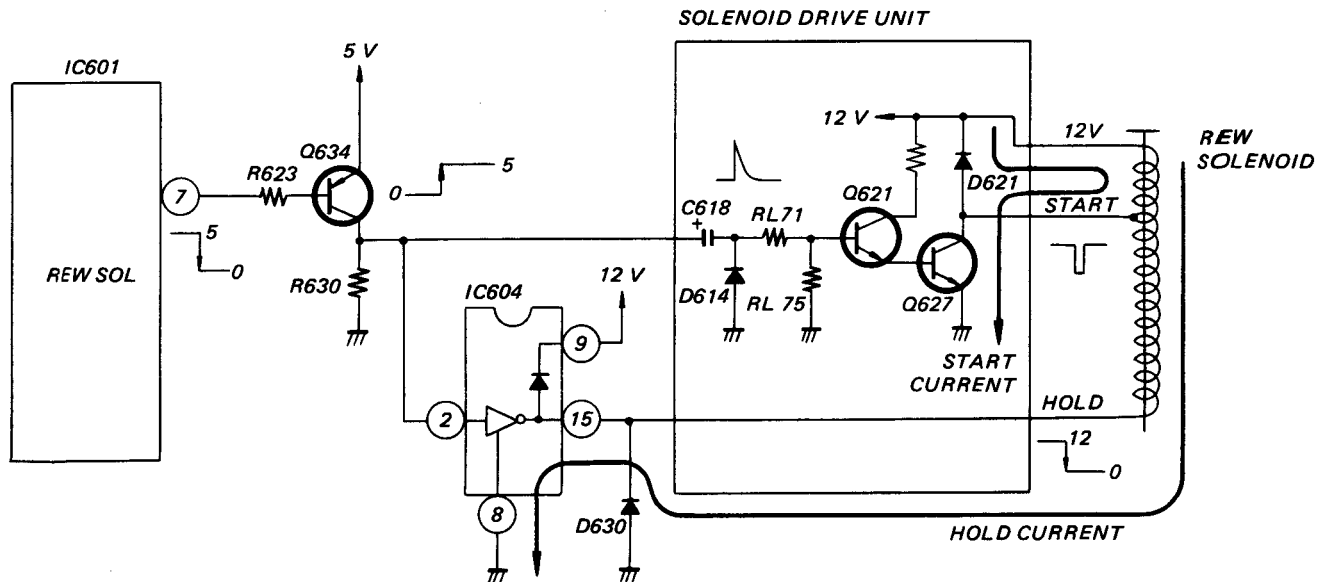 SOLENOID DRIVE UNIT
5 V
IC601
12 V
12V
REW
SOLENOID
Q634
R623
5
0
7
5
0
REW SOL
R630
C618
+
RL71
Q621
D621
START
D614
RL 75
Q627
12 V
IC604
9
START
CURRENT
2
15
HOLD
12
0
8
D630
HOLD CURRENT